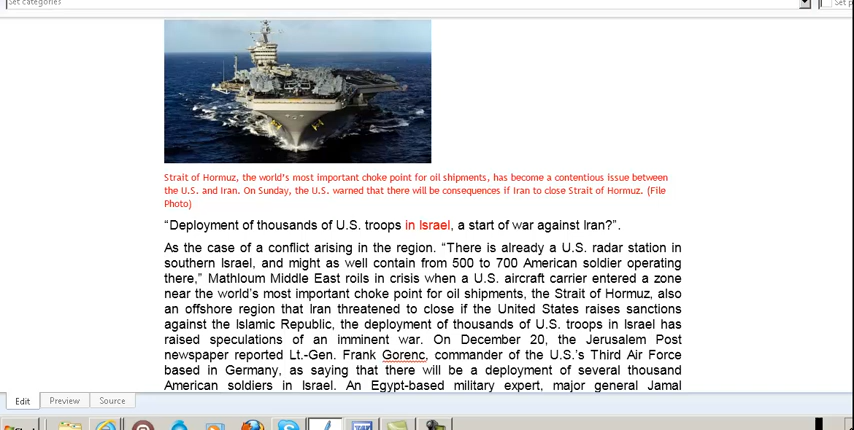 Set categories
Set p
Strait of Hormuz, the world's most important choke point for oil shipments, has become a contentious issue between
the U.S. and Iran. On Sunday, the U.S. warned that there will be consequences if Iran to close Strait of Hormuz. (File
Photo)
“Deployment of thousands of U.S. troops in Israel, a start of war against Iran?”.
As the case of a conflict arising in the region. “There is already a U.S. radar station in
southern Israel, and might as well contain from 500 to 700 American soldier operating
there,” Mathloum Middle East roils in crisis when a U.S. aircraft carrier entered a zone
near the world’s most important choke point for oil shipments, the Strait of Hormuz, also
an offshore region that Iran threatened to close if the United States raises sanctions
against the Islamic Republic, the deployment of thousands of U.S. troops in Israel has
raised speculations of an imminent war. On December 20, the Jerusalem Post
newspaper reported Lt.-Gen. Frank Gorenc, commander of the U.S.’s Third Air Force
based in Germany, as saying that there will be a deployment of several thousand
American soldiers in Israel. An Egypt-based military expert, major general Jamal
Edit Preview Source